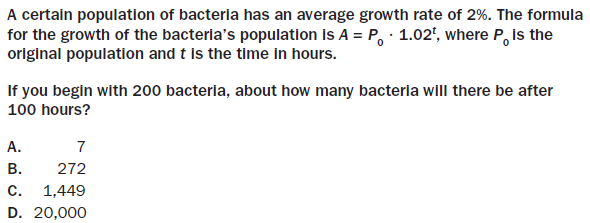 A certain population of bacteria has an average growth rate of 2%. The formula
for the growth of the bacteria's population is A = P₀ · 1.02ᵗ, where P₀ is the
original population and t is the time in hours.
If you begin with 200 bacteria, about how many bacteria will there be after
100 hours?
A. 7
B. 272
C. 1,449
D. 20,000